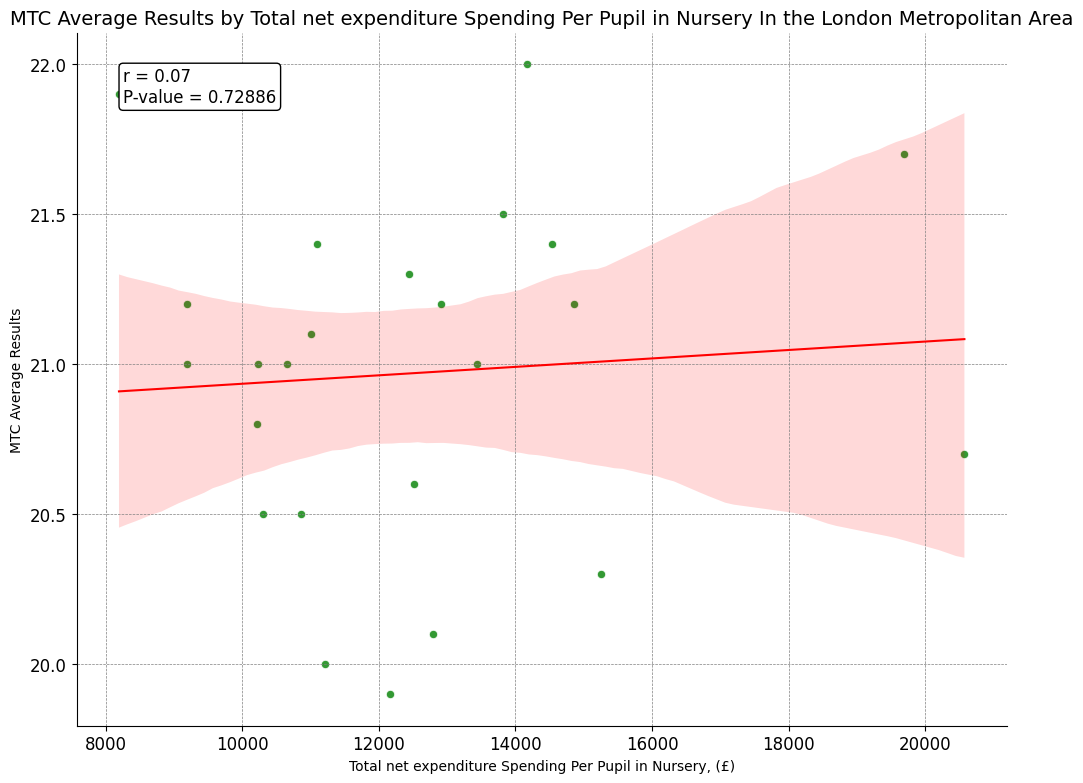 MTC Average Results by Total net expenditure Spending Per Pupil in Nursery In the London Metropolitan Area
r = 0.07
P-value = 0.72886
22.0
21.5
21.0
20.5
20.0
MTC Average Results
8000 10000 12000 14000 16000 18000 20000
Total net expenditure Spending Per Pupil in Nursery, (£)